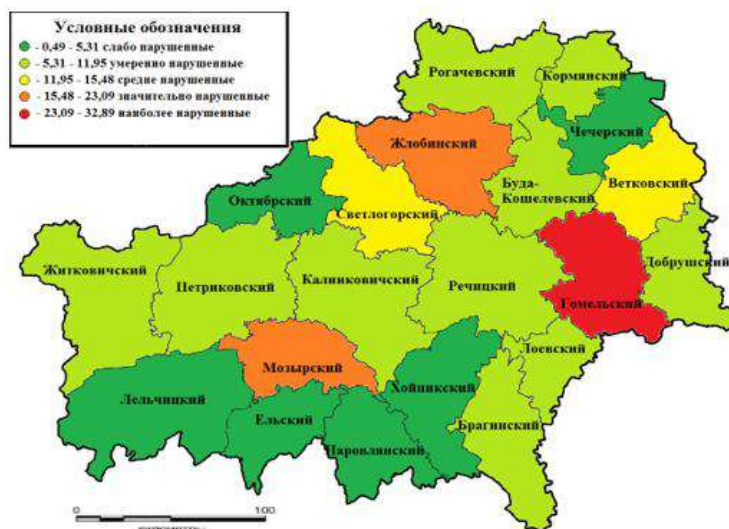 Условные обозначения
- 0,49 - 5,31 слабо нарушенные
- 5,31 - 11,95 умеренно нарушенные
- 11,95 - 15,48 средне нарушенные
- 15,48 - 23,09 значительно нарушенные
- 23,09 - 32,89 наиболее нарушенные
Рогачевский
Кормянский
Чечерский
Жлобинский
Буда-
Кошелевский
Ветковский
Октябрский
Светлогорский
Житковичский
Петриковский
Калинковичский
Речицкий
Добрушский
Гомельский
Лоевский
Мозырский
Хойникский
Лельчицкий
Ельский
Наровлянский
Брагинский
0
100